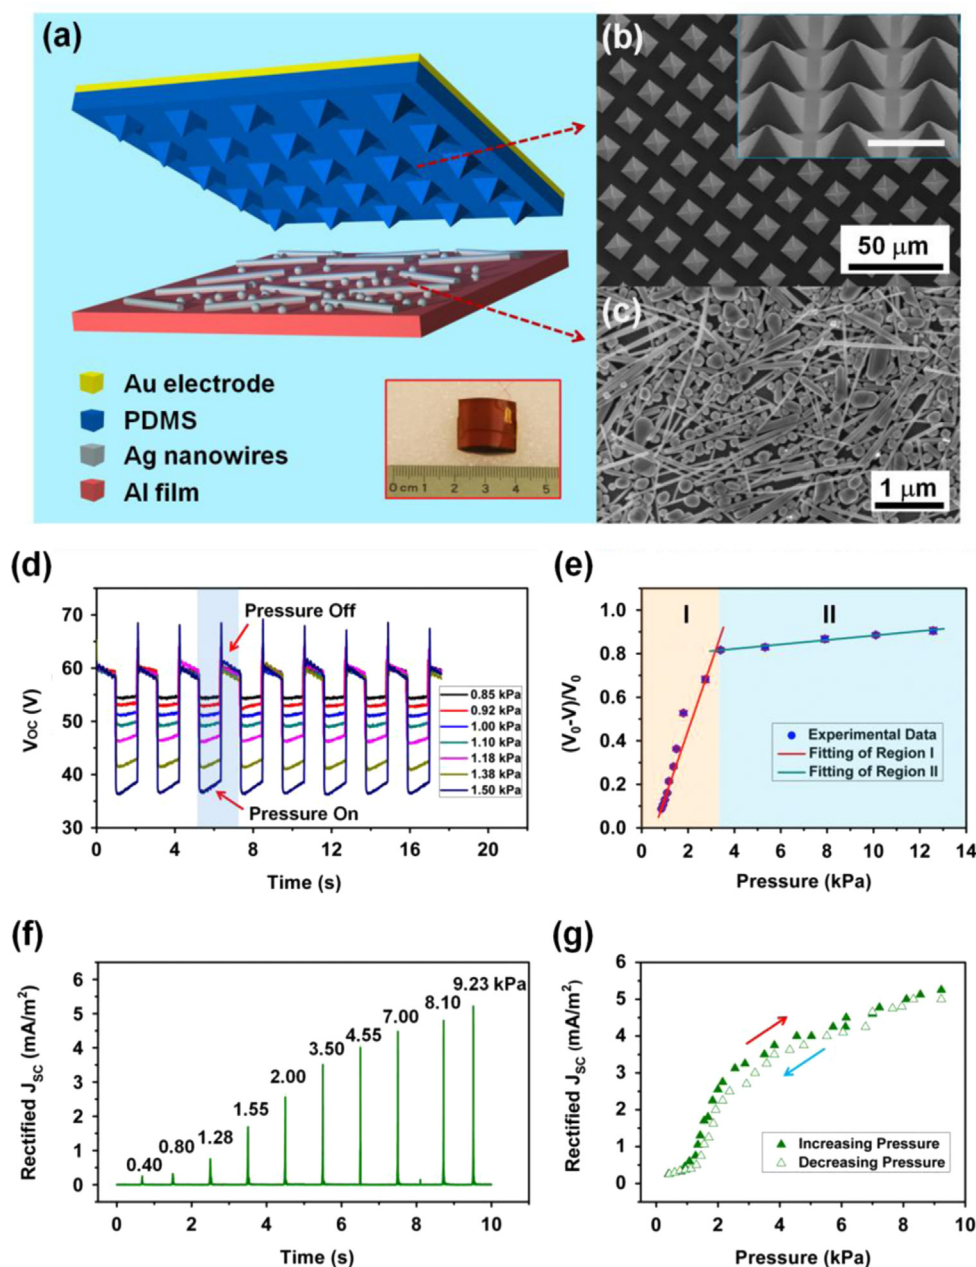 (a)
Au electrode
PDMS
Ag nanowires
Al film
0 cm 1 2 3 4 5
(b)
50 μm
(c)
1 μm
(d)
70
60
50
40
30
Voc (V)
Pressure Off
Pressure On
0.85 kPa
0.92 kPa
1.00 kPa
1.10 kPa
1.18 kPa
1.38 kPa
1.50 kPa
0 4 8 12 16 20
Time (s)
(e)
1.0
0.8
0.6
0.4
0.2
0.0
(V₀-V)/V₀
I II
Experimental Data
Fitting of Region I
Fitting of Region II
0 2 4 6 8 10 12 14
Pressure (kPa)
(f)
6
5
4
3
2
1
0
Rectified JSC (mA/m²)
0.40
0.80
1.28
1.55
2.00
3.50
4.55
7.00
8.10
9.23 kPa
0 2 4 6 8 10
Time (s)
(g)
6
5
4
3
2
1
0
Rectified JSC (mA/m²)
Increasing Pressure
Decreasing Pressure
0 2 4 6 8 10
Pressure (kPa)